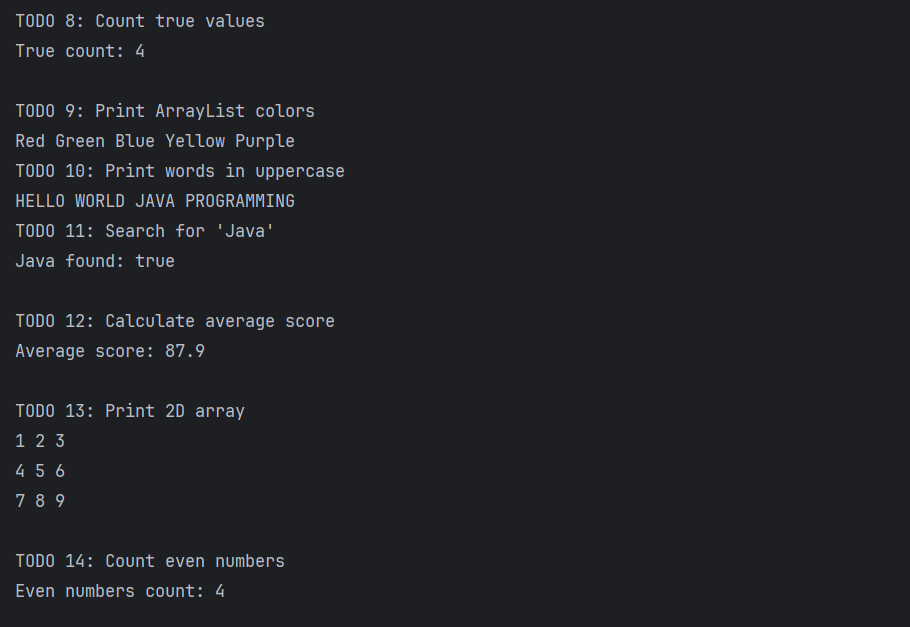 TODO 8: Count true values
True count: 4
TODO 9: Print ArrayList colors
Red Green Blue Yellow Purple
TODO 10: Print words in uppercase
HELLO WORLD JAVA PROGRAMMING
TODO 11: Search for 'Java'
Java found: true
TODO 12: Calculate average score
Average score: 87.9
TODO 13: Print 2D array
1 2 3
4 5 6
7 8 9
TODO 14: Count even numbers
Even numbers count: 4